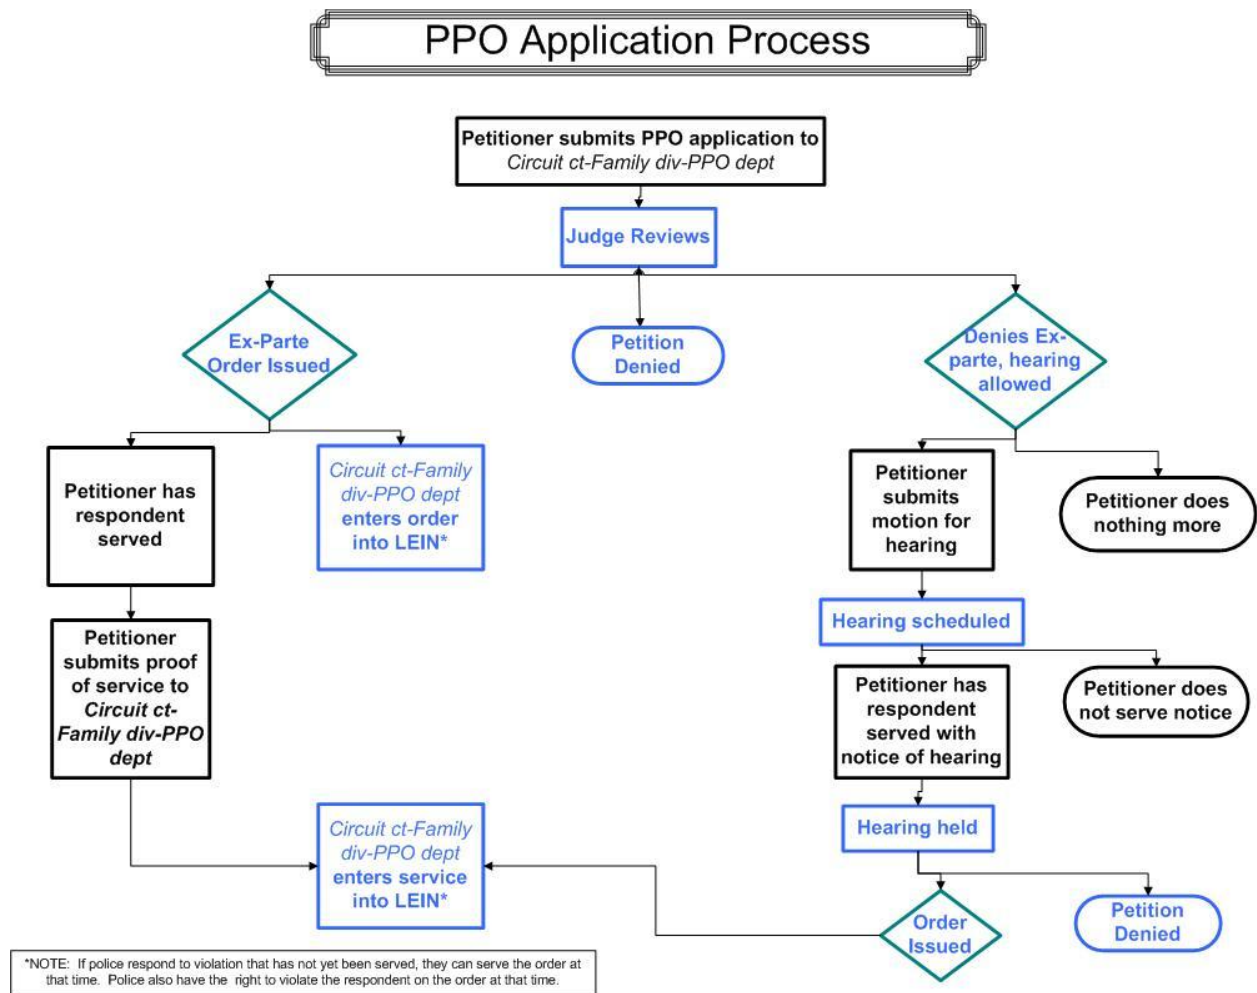 PPO Application Process
Petitioner submits PPO application to
Circuit ct-Family div-PPO dept
Judge Reviews
Ex-Parte
Order Issued
Petition
Denied
Denies Ex-
parte, hearing
allowed
Petitioner has
respondent
served
Circuit ct-Family
div-PPO dept
enters order
into LEIN*
Petitioner
submits
motion for
hearing
Petitioner does
nothing more
Hearing scheduled
Petitioner
submits proof
of service to
Circuit ct-
Family div-PPO
dept
Petitioner has
respondent
served with
notice of hearing
Petitioner does
not serve notice
Hearing held
Circuit ct-Family
div-PPO dept
enters service
into LEIN*
Order
Issued
Petition
Denied
*NOTE: If police respond to violation that has not yet been served, they can serve the order at
that time. Police also have the right to violate the respondent on the order at that time.